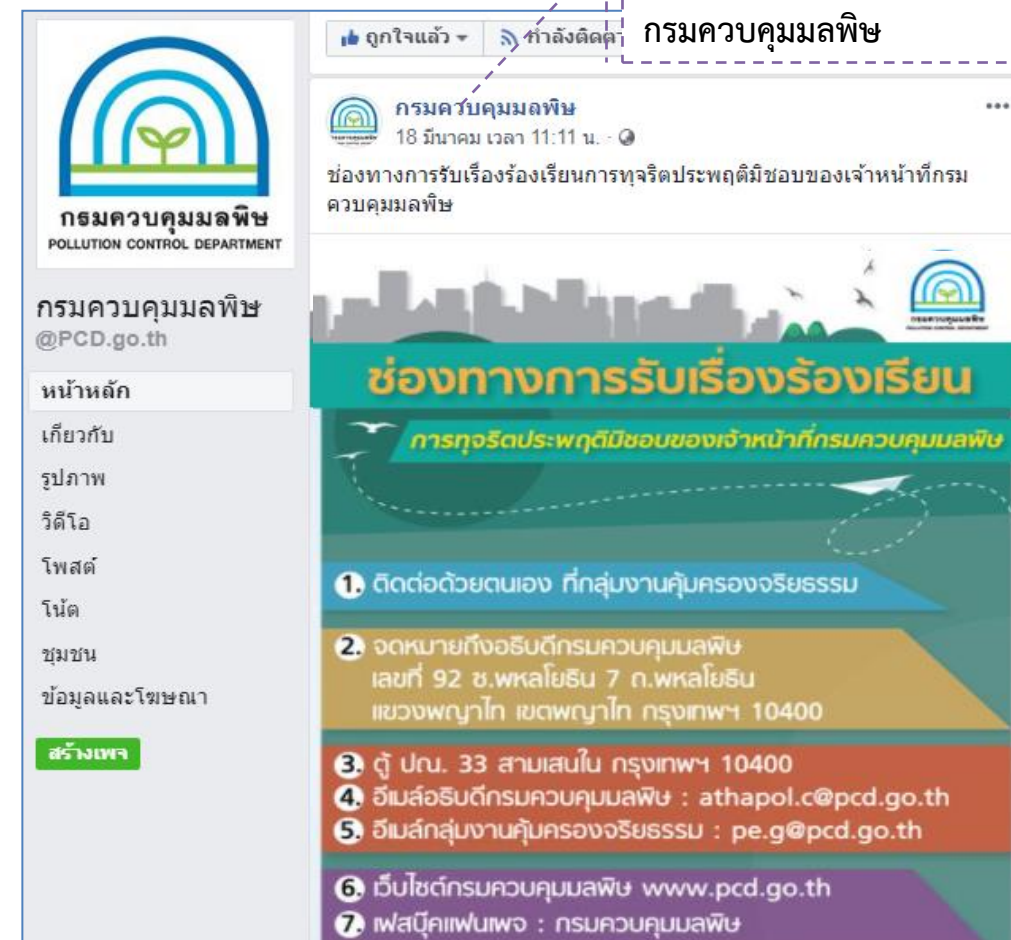 กรมควบคุมมลพิษ
POLLUTION CONTROL DEPARTMENT
กรมควบคุมมลพิษ
@PCD.go.th
หน้าหลัก
เกี่ยวกับ
รูปภาพ
วิดีโอ
โพสต์
โน้ต
ชุมชน
ข้อมูลและโฆษณา
สร้างเพจ
ถูกใจแล้ว
กำลังติดตา
กรมควบคุมมลพิษ
กรมควบคุมมลพิษ
18 มีนาคม เวลา 11:11 น.
ช่องทางการรับเรื่องร้องเรียนการทุจริตประพฤติมิชอบของเจ้าหน้าที่กรม
ควบคุมมลพิษ
ช่องทางการรับเรื่องร้องเรียน
การทุจริตประพฤติมิชอบของเจ้าหน้าที่กรมควบคุมมลพิษ
1. ติดต่อด้วยตนเอง ที่กลุ่มงานคุ้มครองจริยธรรม
2. จดหมายถึงอธิบดีกรมควบคุมมลพิษ
เลขที่ 92 ซ.พหลโยธิน 7 ถ.พหลโยธิน
แขวงพญาไท เขตพญาไท กรุงเทพฯ 10400
3. ตู้ ปณ. 33 สามเสนใน กรุงเทพฯ 10400
4. อีเมล์อธิบดีกรมควบคุมมลพิษ : athapol.c@pcd.go.th
5. อีเมล์กลุ่มงานคุ้มครองจริยธรรม : pe.g@pcd.go.th
6. เว็บไซต์กรมควบคุมมลพิษ www.pcd.go.th
7. เฟสบุ๊คแฟนเพจ : กรมควบคุมมลพิษ